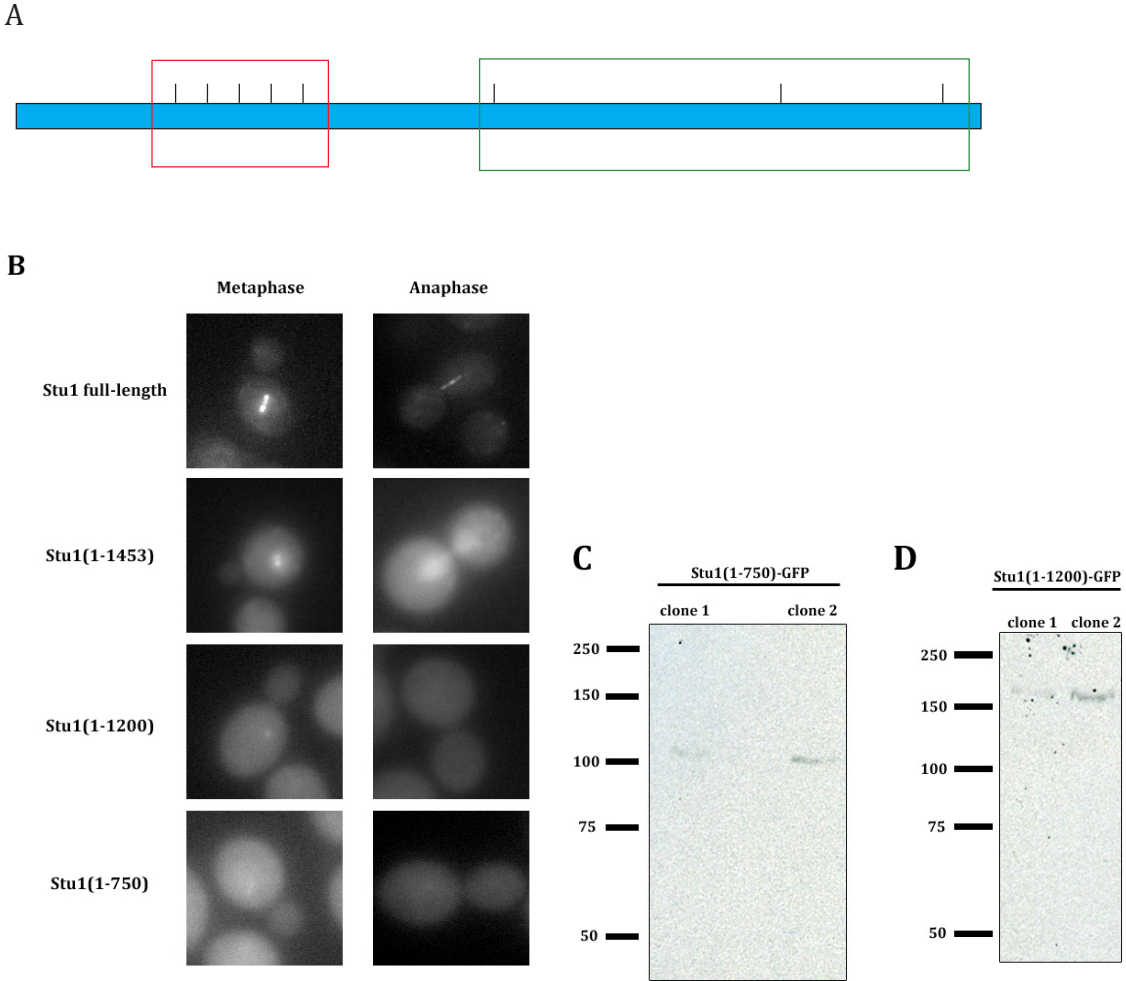 A
B
Metaphase Anaphase
Stu1 full-length
Stu1(1-1453)
Stu1(1-1200)
Stu1(1-750)
C
Stu1(1-750)-GFP
clone 1 clone 2
250
150
100
75
50
D
Stu1(1-1200)-GFP
clone 1 clone 2
250
150
100
75
50